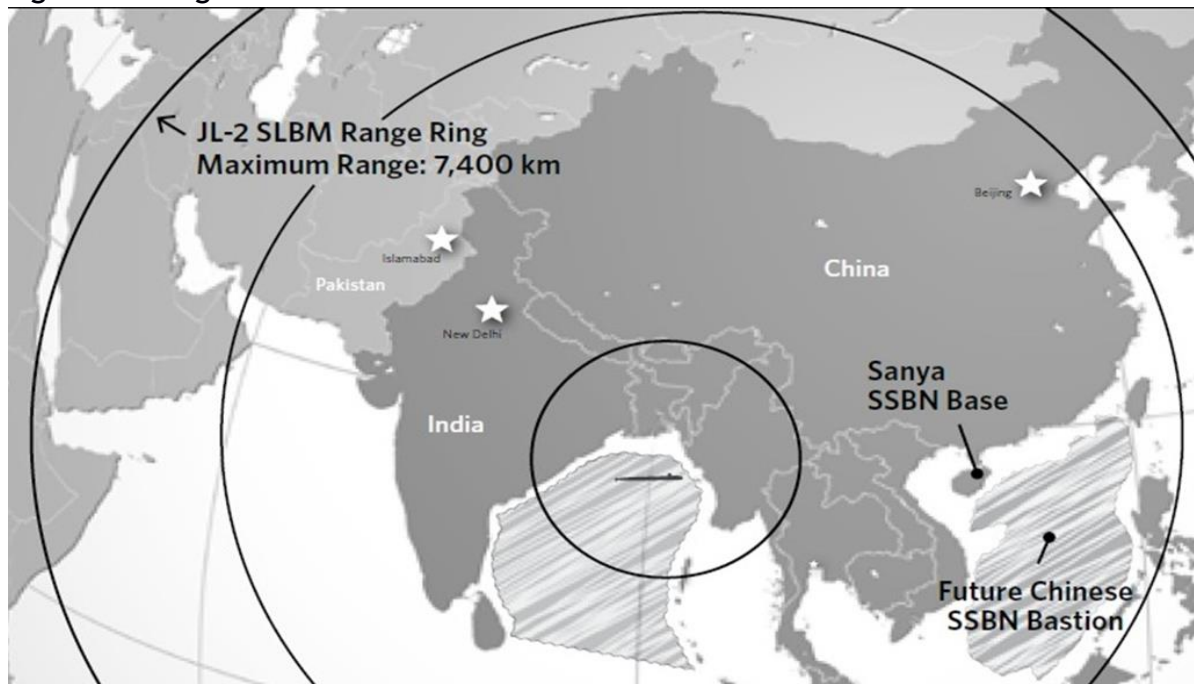 JL-2 SLBM Range Ring
Maximum Range: 7,400 km
Beijing
Islamabad
China
Pakistan
New Delhi
Sanya
SSBN Base
India
Future Chinese
SSBN Bastion